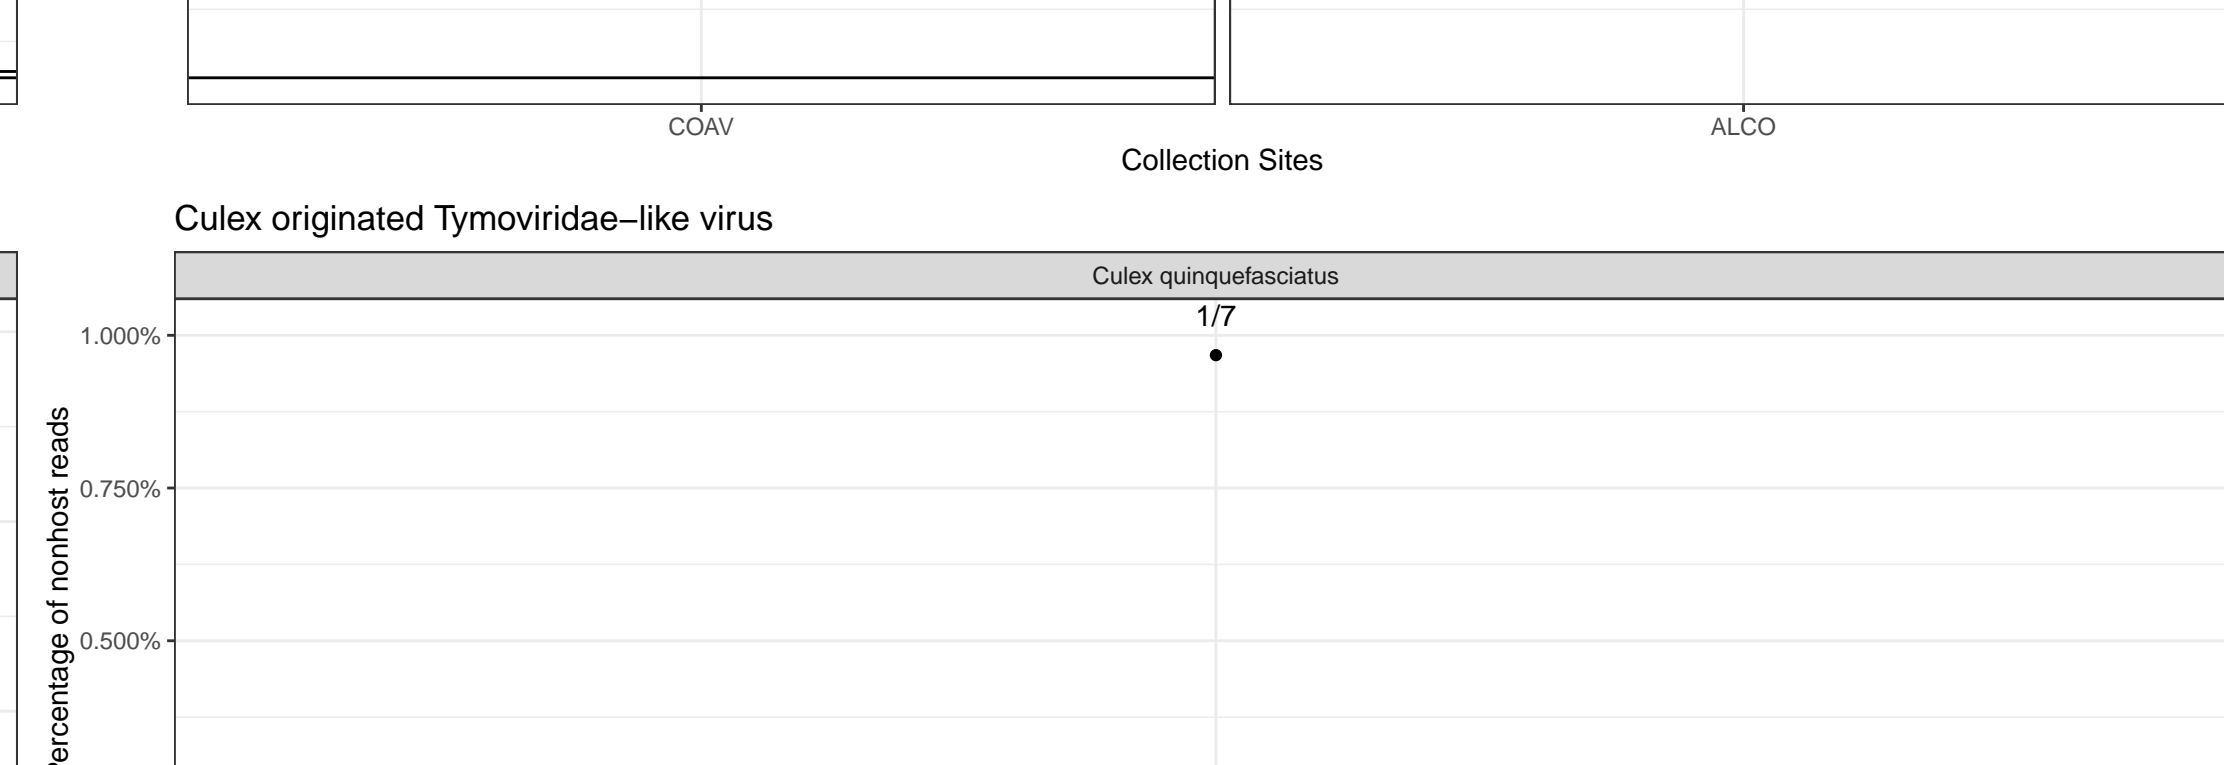 COAV
ALCO
Collection Sites
Culex originated Tymoviridae–like virus
Culex quinquefasciatus
1/7
1.000%
0.750%
0.500%
Percentage of nonhost reads